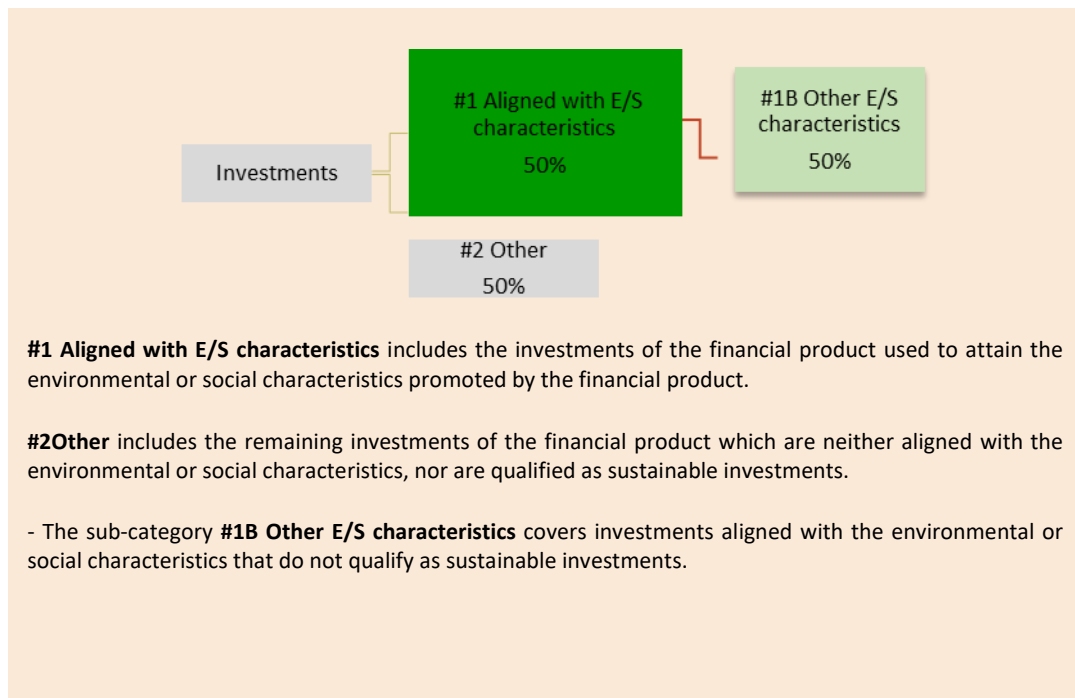 #1 Aligned with E/S
characteristics
50%
#1B Other E/S
characteristics
50%
Investments
#2 Other
50%
#1 Aligned with E/S characteristics includes the investments of the financial product used to attain the
environmental or social characteristics promoted by the financial product.
#2Other includes the remaining investments of the financial product which are neither aligned with the
environmental or social characteristics, nor are qualified as sustainable investments.
- The sub-category #1B Other E/S characteristics covers investments aligned with the environmental or
social characteristics that do not qualify as sustainable investments.